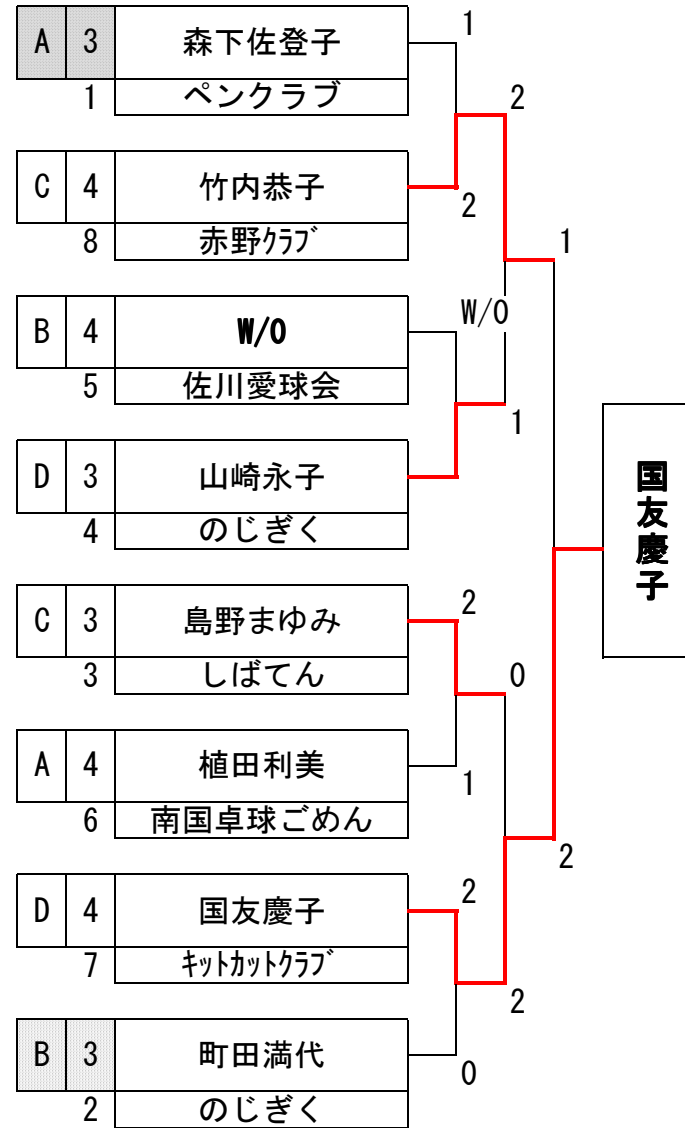 A 3 森下佐登子 1
1 ペンクラブ 2
C 4 竹内恭子 2
8 赤野ｸﾗﾌﾞ 1
B 4 W/O W/O
5 佐川愛球会 1
D 3 山崎永子
4 のじぎく
国友慶子
C 3 島野まゆみ 2
3 しばてん 0
A 4 植田利美 1
6 南国卓球ごめん 2
D 4 国友慶子 2
7 ｷｯﾄｶｯﾄｸﾗﾌﾞ 2
B 3 町田満代 0
2 のじぎく